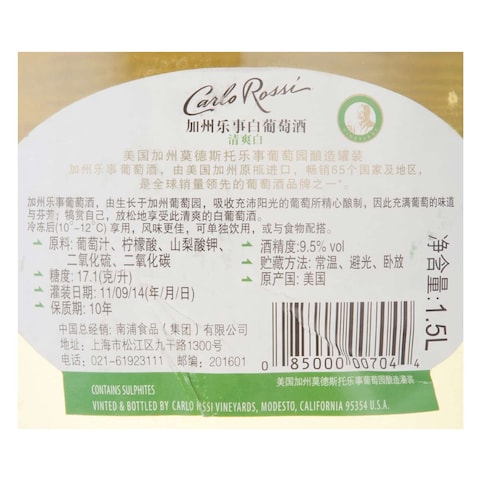 Carlo Rossi
加州乐事白葡萄酒
清爽白
美国加州莫德斯托乐事葡萄园酿造罐装
加州乐事葡萄酒，由美国加州原瓶进口，畅销65个国家及地区，
是全球销量领先的葡萄酒品牌之一*。
加州乐事葡萄酒，由生长于加州葡萄园，吸收充沛阳光的葡萄所精心酿制，因此充满葡萄的味道
与芬芳；犒赏自己，放松地享受此清爽的白葡萄酒。
冷冻后(10°-12°C)享用，风味更佳，可单独饮用，或与食物配搭。
原料：葡萄汁、柠檬酸、山梨酸钾、
二氧化硫、二氧化碳
糖度：17.1(克/升)
灌装日期：11/09/14(年/月/日)
保质期：10年
酒精度：9.5% vol
贮藏方法：常温、避光、卧放
原产国：美国
净含量：1.5L
中国总经销：南浦食品（集团）有限公司
地址：上海市松江区九干路1300号
电话：021-61923111 邮编：201601
0 85000 00704 4
美国加州莫德斯托乐事葡萄园酿造灌装
CONTAINS SULPHITES
VINTED & BOTTLED BY CARLO RSSI VINEYARDS, MODESTO, CALIFORNIA 95354 U.S.A.